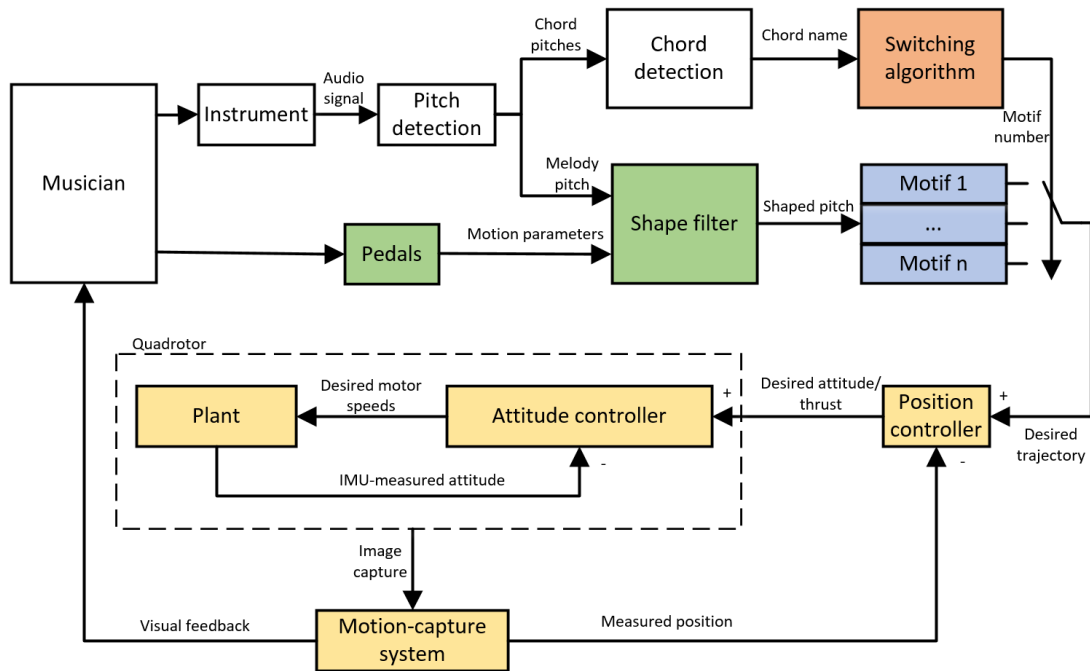 Chord
pitches
Chord
detection
Chord name
Switching
algorithm
Audio
signal
Instrument
Pitch
detection
Motif
number
Musician
Melody
pitch
Shape filter
Shaped pitch
Motif 1
...
Motif n
Pedals
Motion parameters
Quadrotor
Plant
Desired motor
speeds
Attitude controller
+
-
IMU-measured attitude
Desired attitude/
thrust
Position
controller
+
-
Desired
trajectory
Image
capture
Visual feedback
Motion-capture
system
Measured position